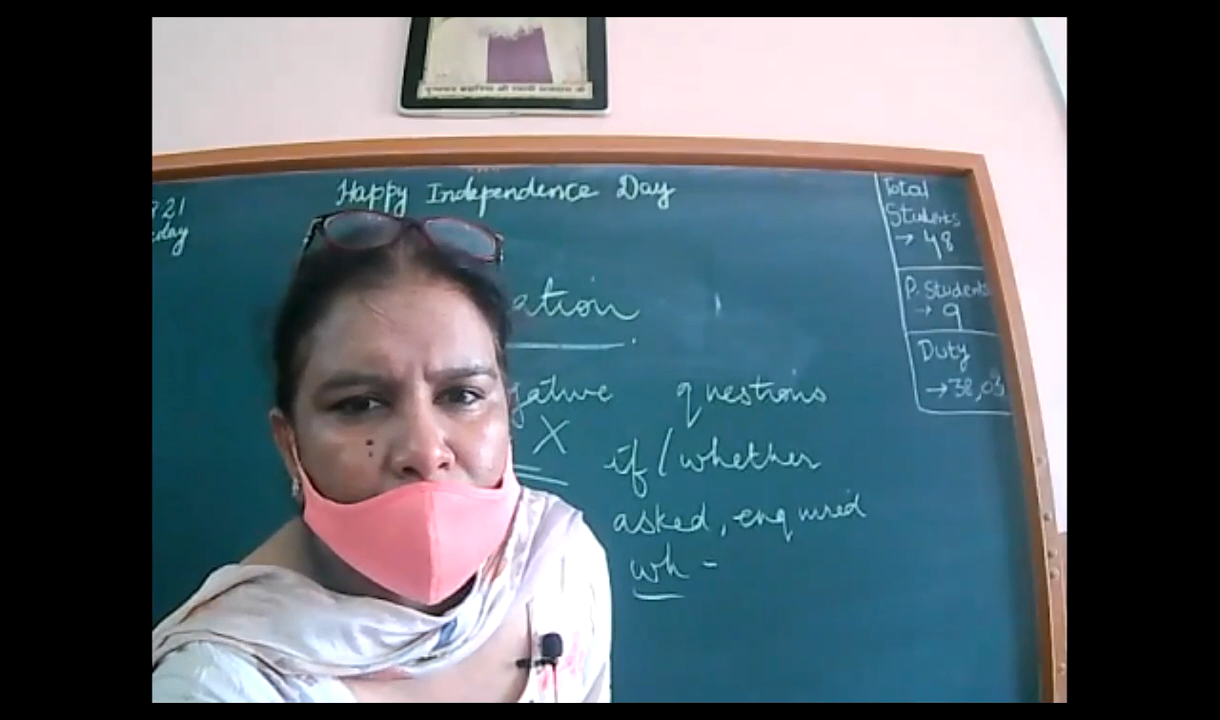 Happy Independence Day
21
Total
Students
→ 48
P. Students
→ 9
Duty
→ 38,03
ation
gative questions
X
if / whether
asked, enquired
wh -